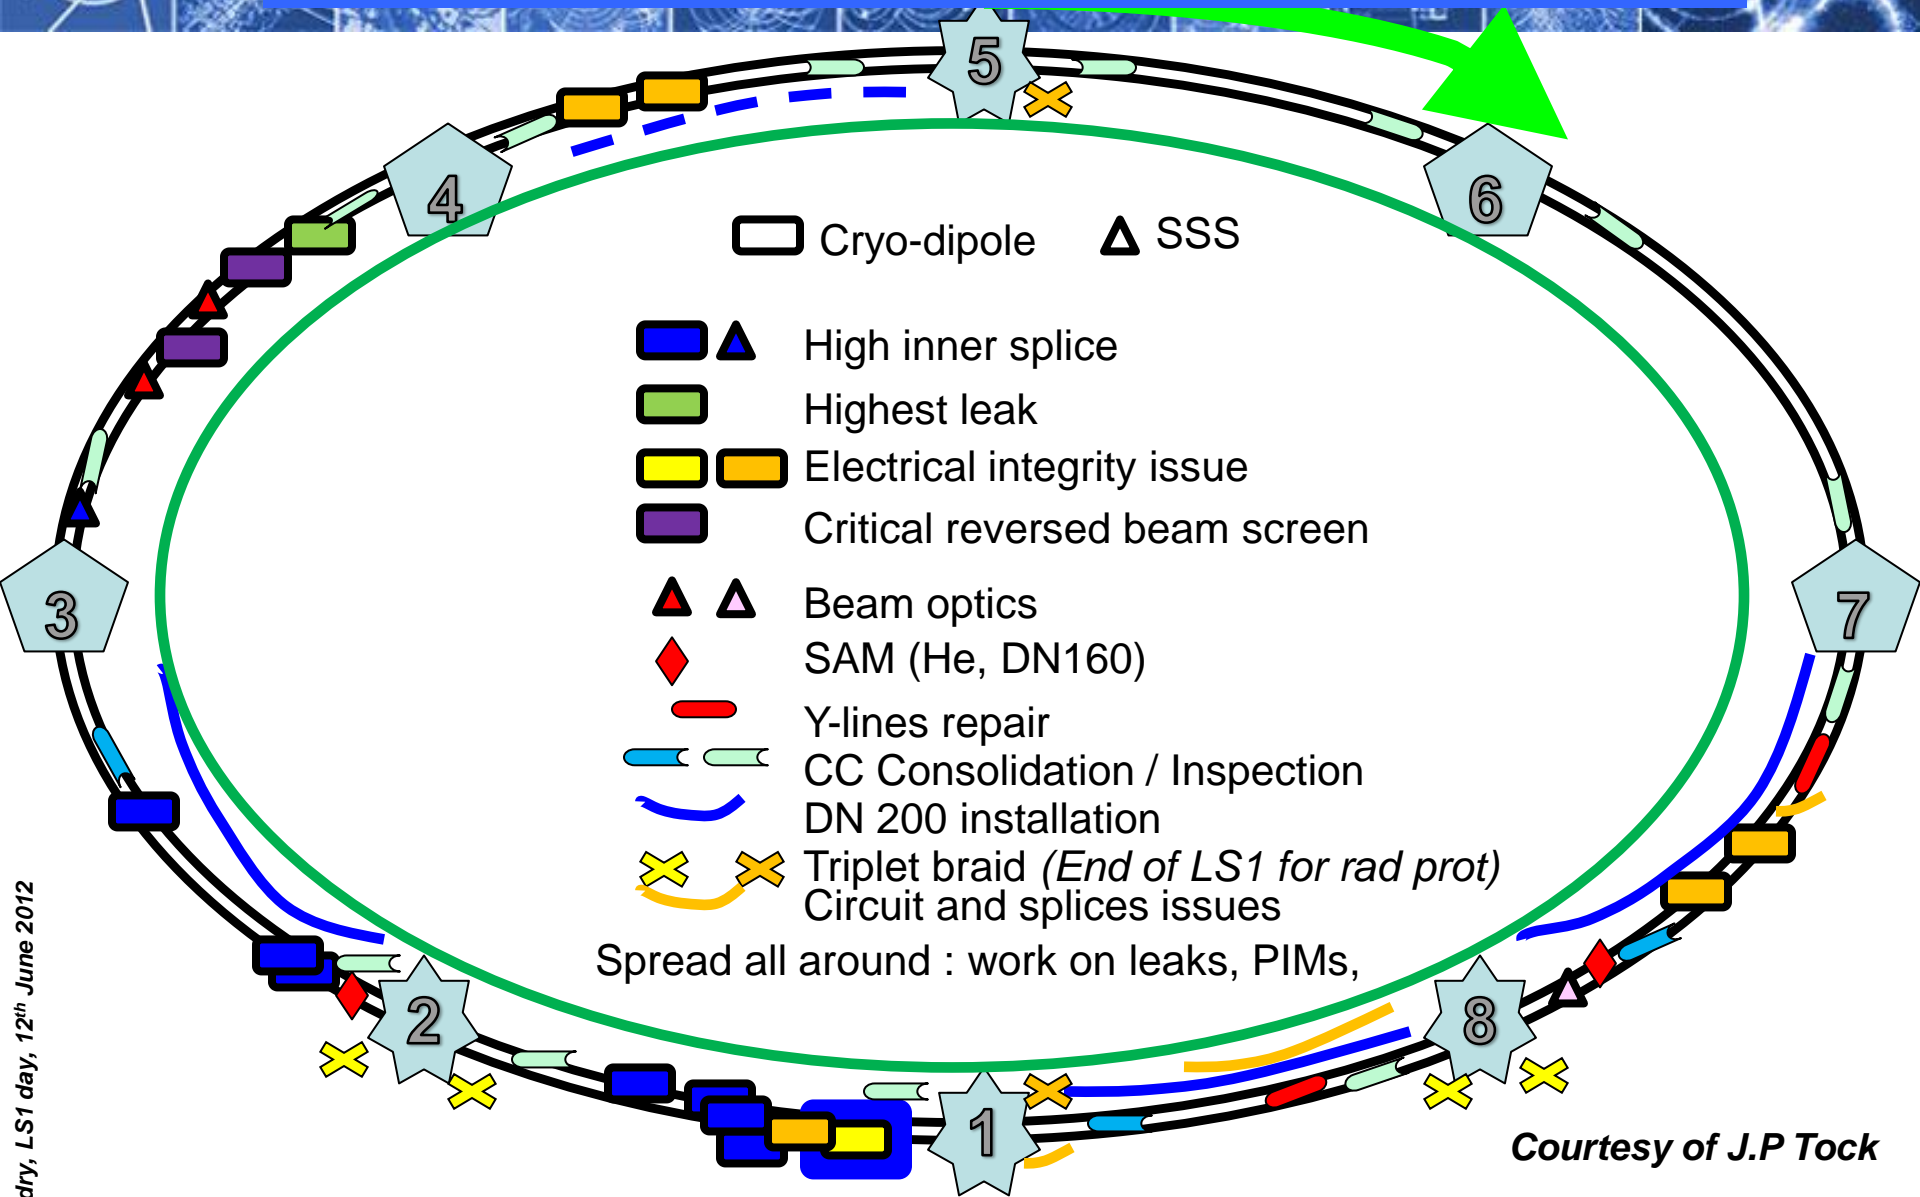 5
4
6
Cryo-dipole
SSS
High inner splice
Highest leak
Electrical integrity issue
Critical reversed beam screen
3
7
Beam optics
SAM (He, DN160)
Y-lines repair
CC Consolidation / Inspection
DN 200 installation
Triplet braid (End of LS1 for rad prot)
Circuit and splices issues
Spread all around : work on leaks, PIMs,
2
8
1
Courtesy of J.P Tock
LS1 day, 12th June 2012